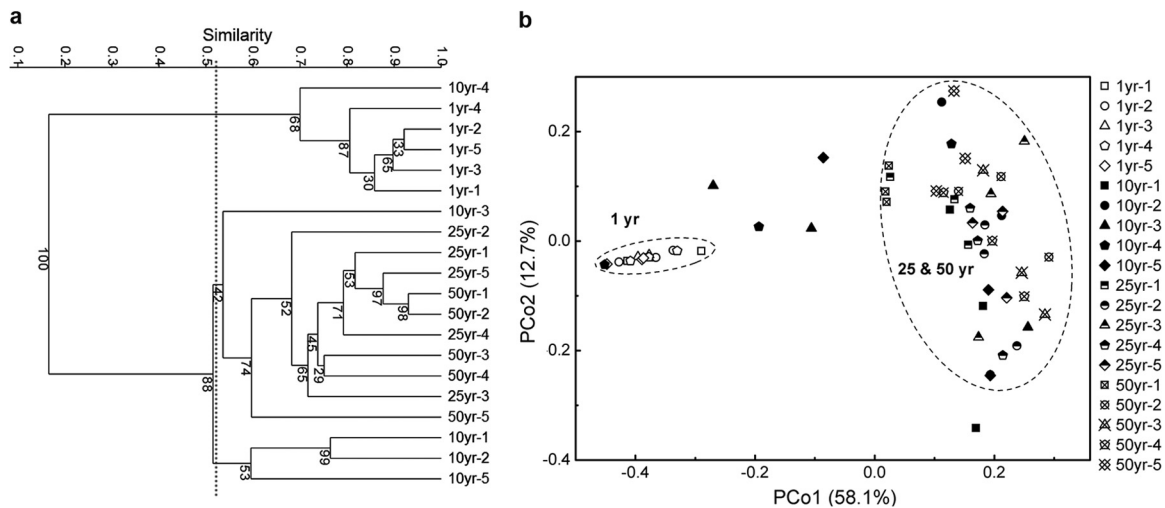 a
Similarity
0.1 0.2 0.3 0.4 0.5 0.6 0.7 0.8 0.9 1.0
10yr-4
68
1yr-4
87
1yr-2
33
1yr-5
65
1yr-3
30
1yr-1
10yr-3
100
42
25yr-2
52
25yr-1
53
25yr-5
97
50yr-1
98
50yr-2
71
25yr-4
45
50yr-3
29
50yr-4
65
25yr-3
74
50yr-5
88
10yr-1
99
10yr-2
53
10yr-5
b
PCo2 (12.7%)
0.2
0.0
0.2
-0.4
1 yr
25 & 50 yr
-0.4 -0.2 0.0 0.2
PCo1 (58.1%)
1yr-1
1yr-2
1yr-3
1yr-4
1yr-5
10yr-1
10yr-2
10yr-3
10yr-4
10yr-5
25yr-1
25yr-2
25yr-3
25yr-4
25yr-5
50yr-1
50yr-2
50yr-3
50yr-4
50yr-5